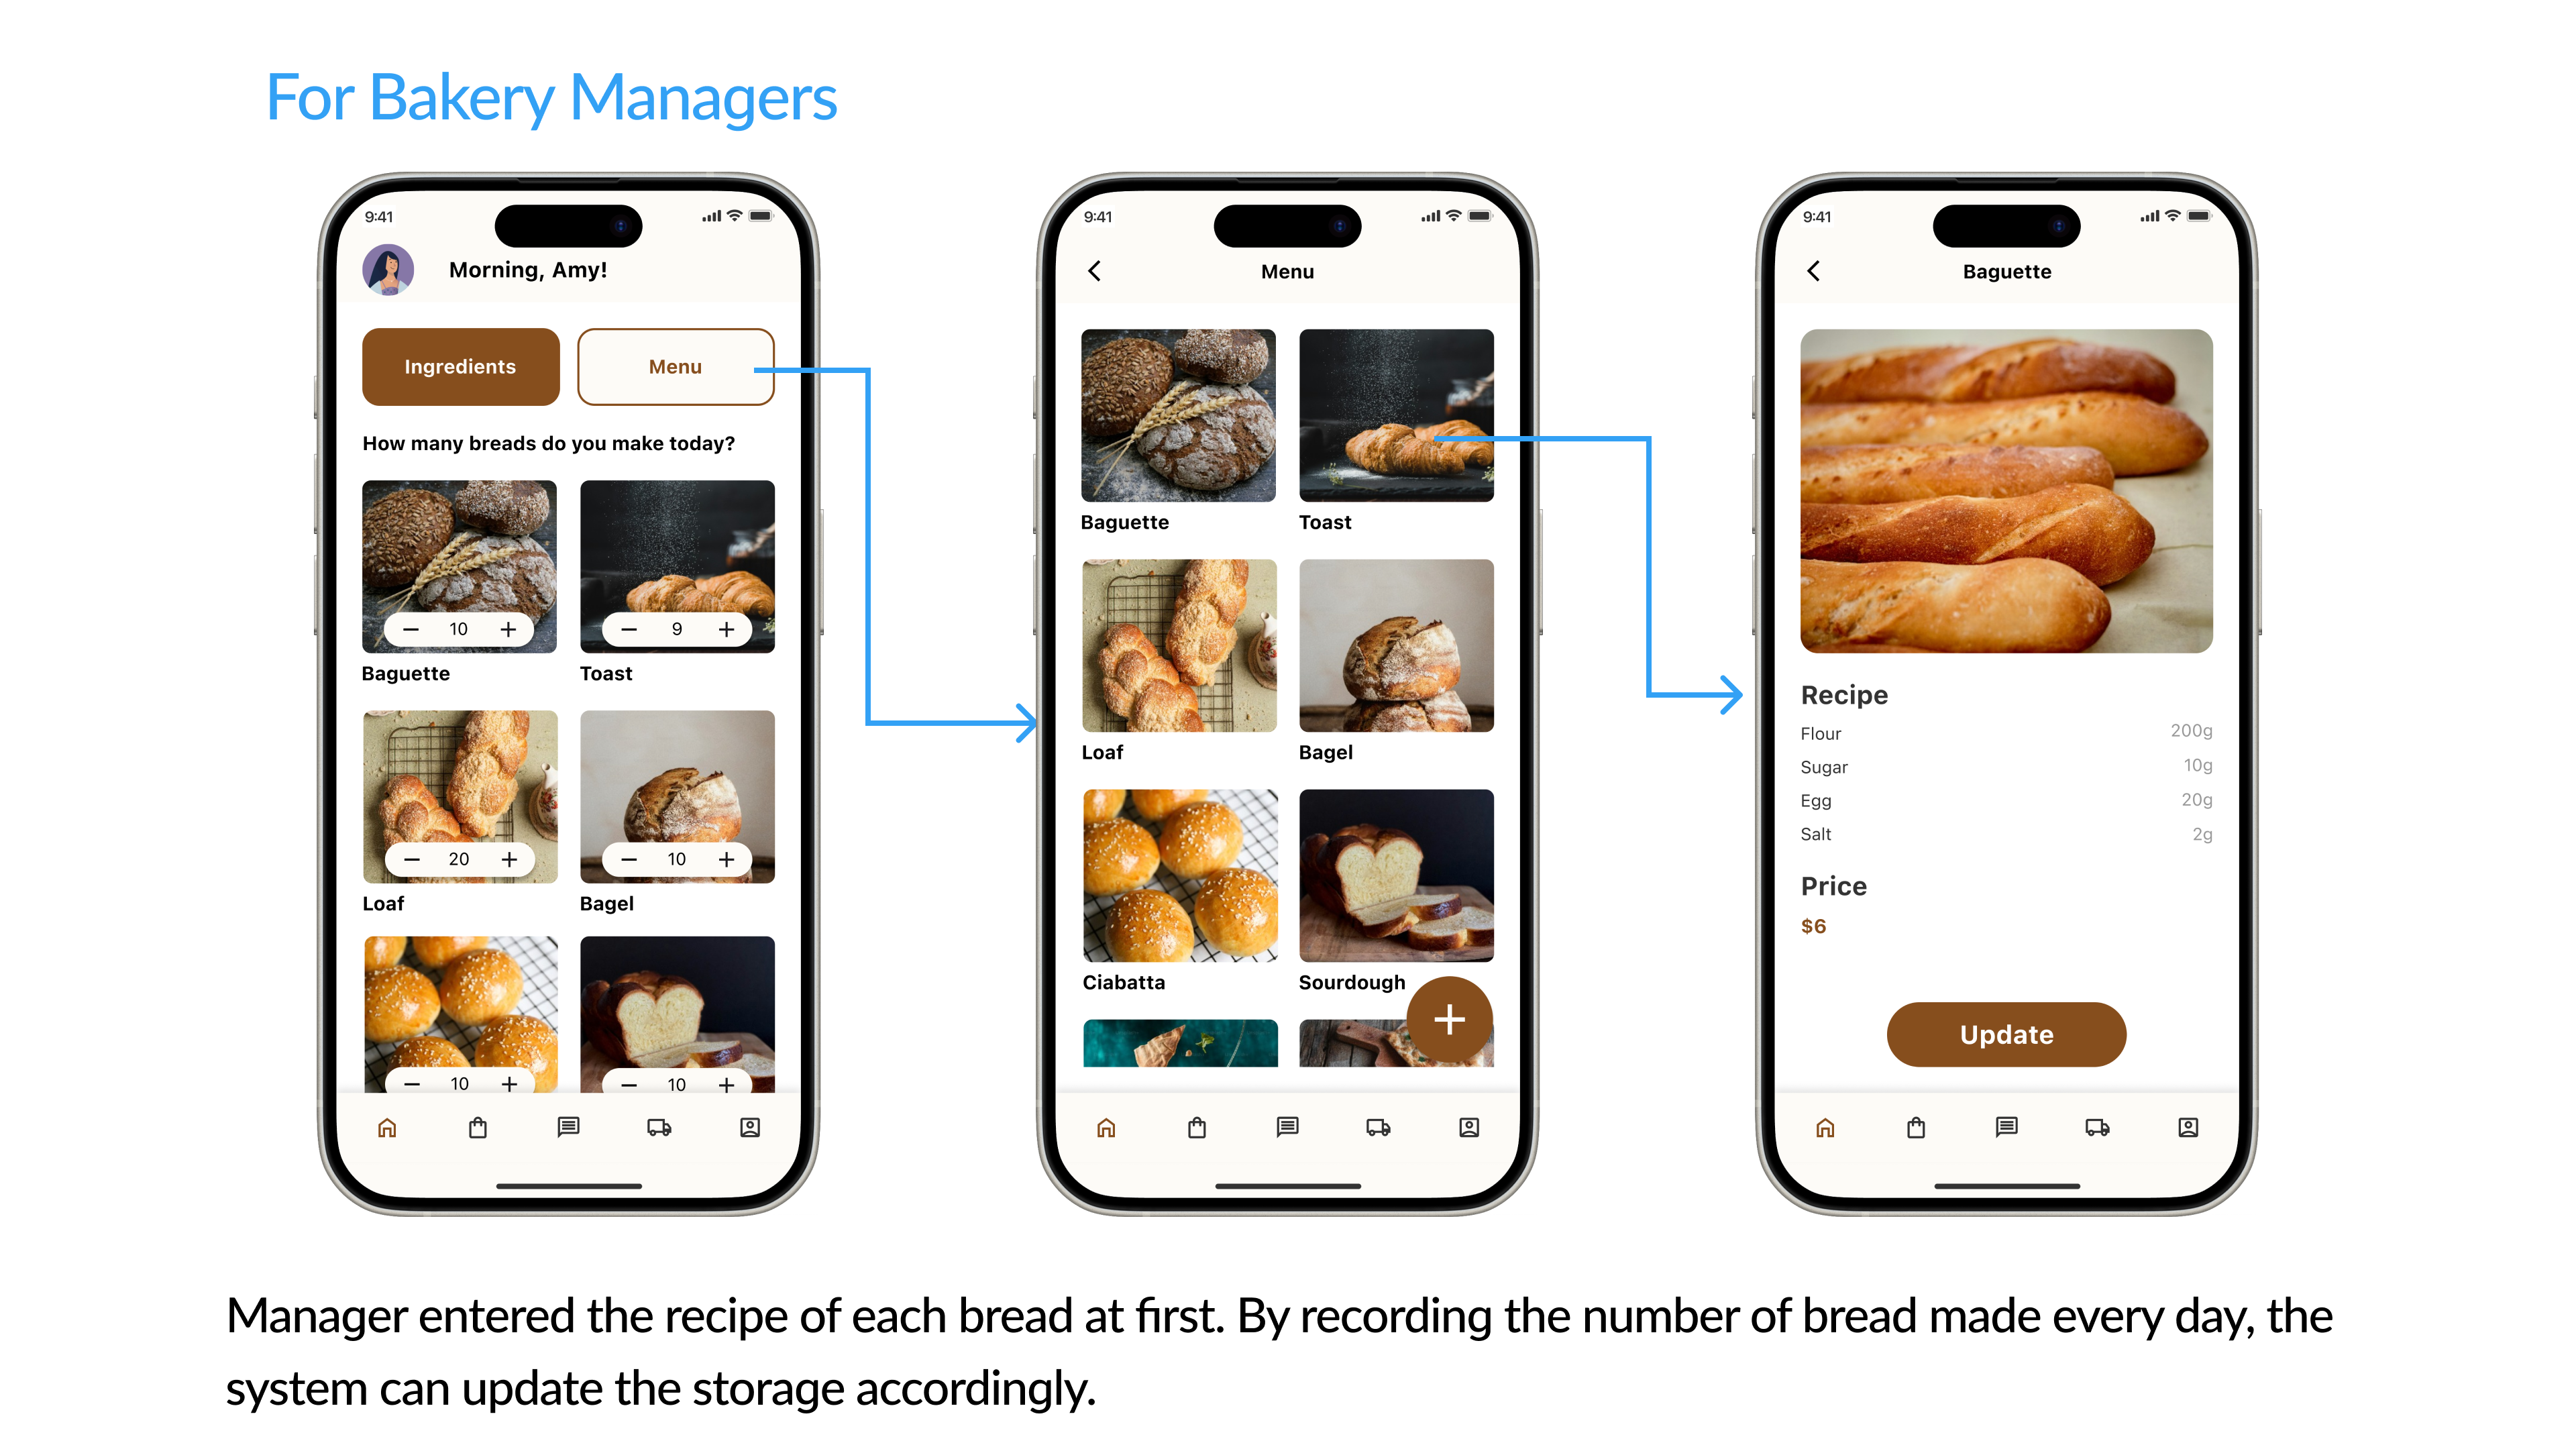 For Bakery Managers
9:41
Morning, Amy!
Ingredients
Menu
How many breads do you make today?
− 10 +
− 9 +
Baguette
Toast
− 20 +
− 10 +
Loaf
Bagel
− 10 +
− 10 +
9:41
Menu
Baguette
Toast
Loaf
Bagel
Ciabatta
Sourdough
+
9:41
Baguette
Recipe
Flour 200g
Sugar 10g
Egg 20g
Salt 2g
Price
$6
Update
Manager entered the recipe of each bread at first. By recording the number of bread made every day, the
system can update the storage accordingly.